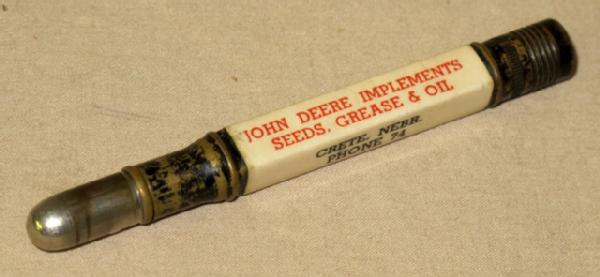 JOHN DEERE IMPLEMENTS
SEEDS, GREASE & OIL
CRETE, NEBR.
PHONE 74